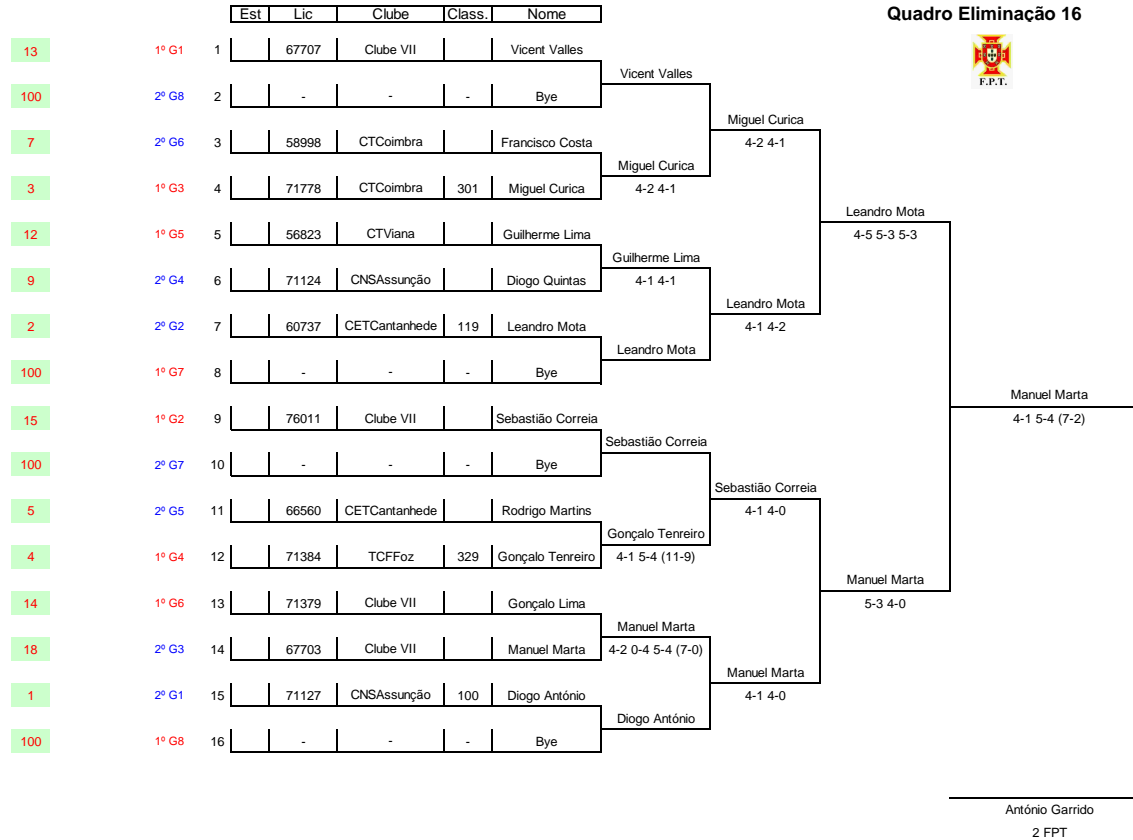 Est Lic Clube Class. Nome
Quadro Eliminação 16
F.P.T.
13 1º G1 1 67707 Clube VII Vicent Valles
Vicent Valles
100 2º G8 2 - - - Bye
Miguel Curica
4-2 4-1
7 2º G6 3 58998 CTCoimbra Francisco Costa
Miguel Curica
4-2 4-1
3 1º G3 4 71778 CTCoimbra 301 Miguel Curica
Leandro Mota
4-5 5-3 5-3
12 1º G5 5 56823 CTViana Guilherme Lima
Guilherme Lima
4-1 4-1
9 2º G4 6 71124 CNSAssunção Diogo Quintas
Leandro Mota
4-1 4-2
2 2º G2 7 60737 CETCantanhede 119 Leandro Mota
Leandro Mota
100 1º G7 8 - - - Bye
Manuel Marta
4-1 5-4 (7-2)
15 1º G2 9 76011 Clube VII Sebastião Correia
Sebastião Correia
100 2º G7 10 - - - Bye
Sebastião Correia
4-1 4-0
5 2º G5 11 66560 CETCantanhede Rodrigo Martins
Gonçalo Tenreiro
4-1 5-4 (11-9)
4 1º G4 12 71384 TCFFoz 329 Gonçalo Tenreiro
Manuel Marta
5-3 4-0
14 1º G6 13 71379 Clube VII Gonçalo Lima
Manuel Marta
4-2 0-4 5-4 (7-0)
18 2º G3 14 67703 Clube VII Manuel Marta
Manuel Marta
4-1 4-0
1 2º G1 15 71127 CNSAssunção 100 Diogo António
Diogo António
100 1º G8 16 - - - Bye
António Garrido
2 FPT